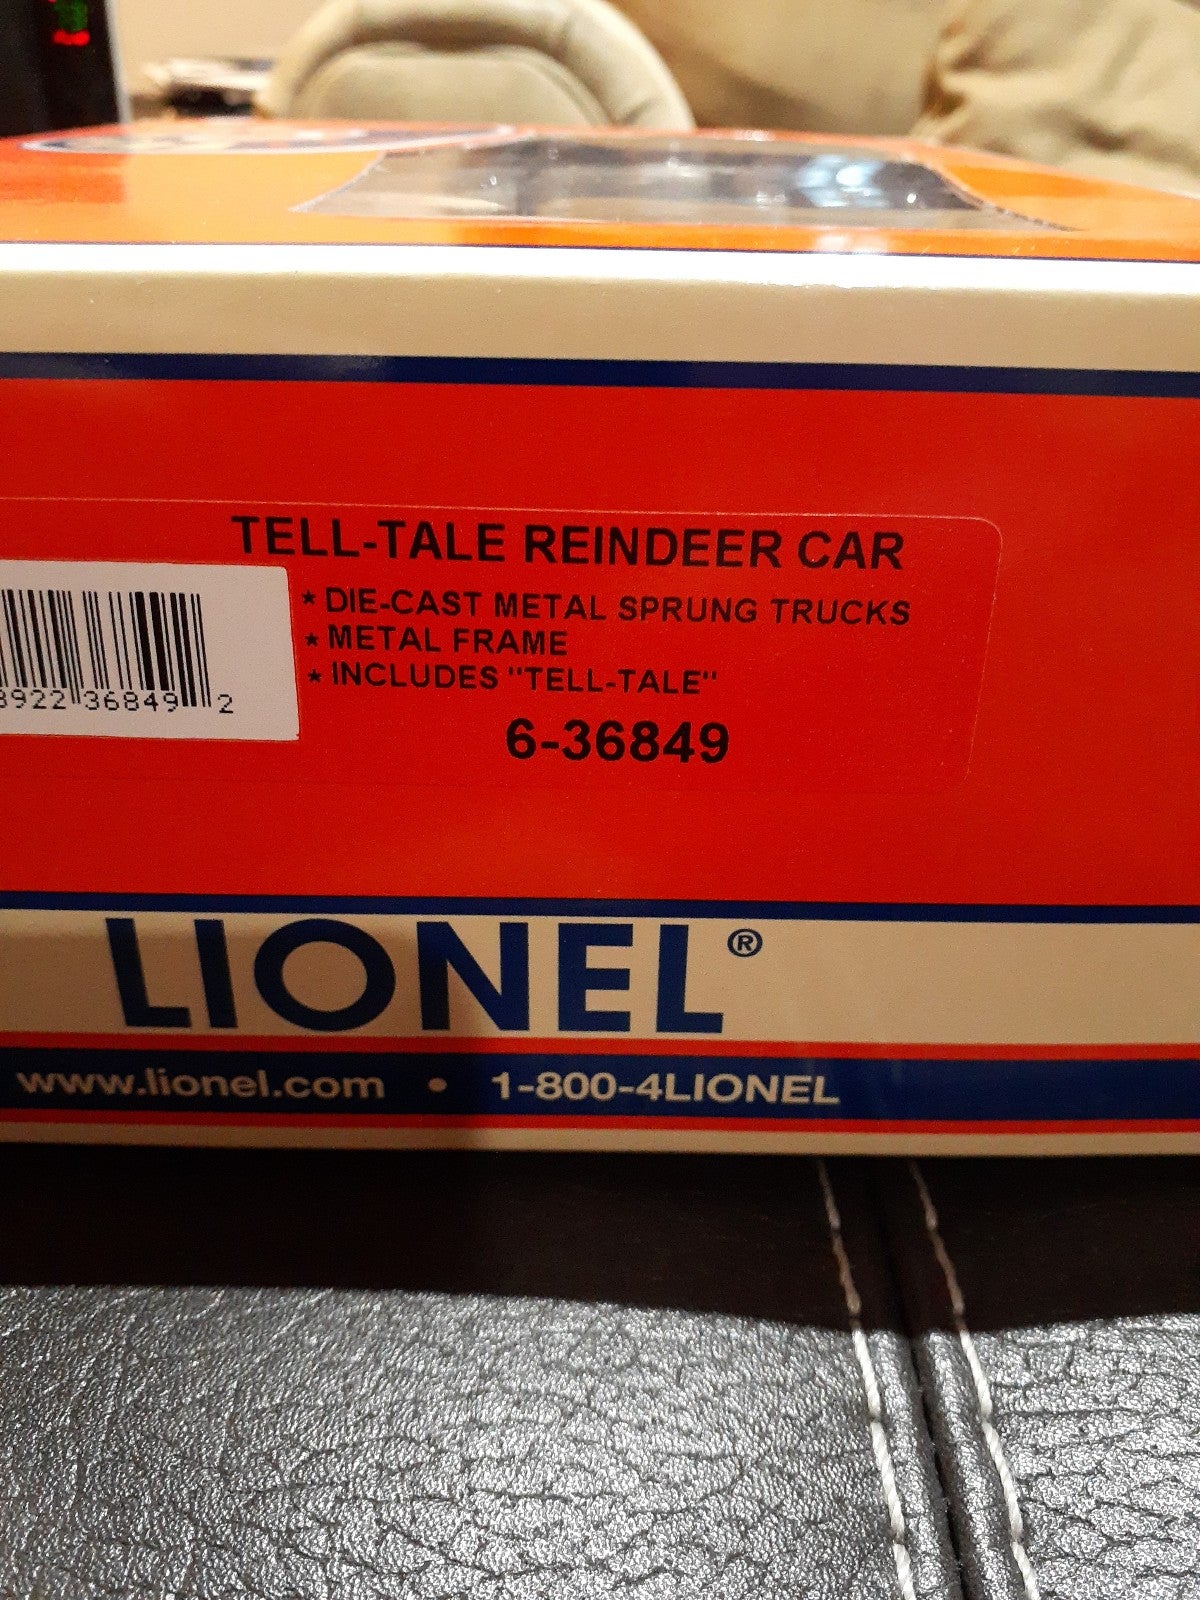 TELL-TALE REINDEER CAR
* DIE-CAST METAL SPRUNG TRUCKS
* METAL FRAME
* INCLUDES "TELL-TALE"
8922 36849 2
6-36849
LIONEL®
www.lionel.com • 1-800-4LIONEL